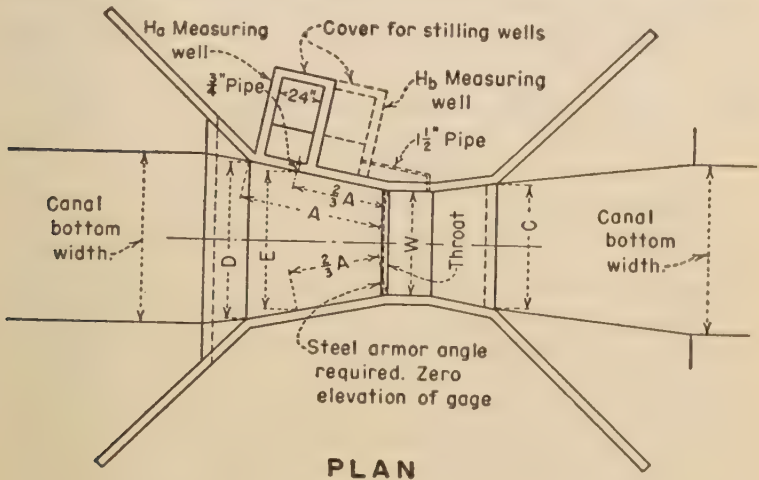 Ha Measuring
well
3/4" Pipe
Cover for stilling wells
24"
Hb Measuring
well
1 1/2" Pipe
2/3 A
A
Canal
bottom
width.
D
E
2/3 A
W
Throat
C
Canal
bottom
width.
Steel armor angle
required. Zero
elevation of gage
PLAN